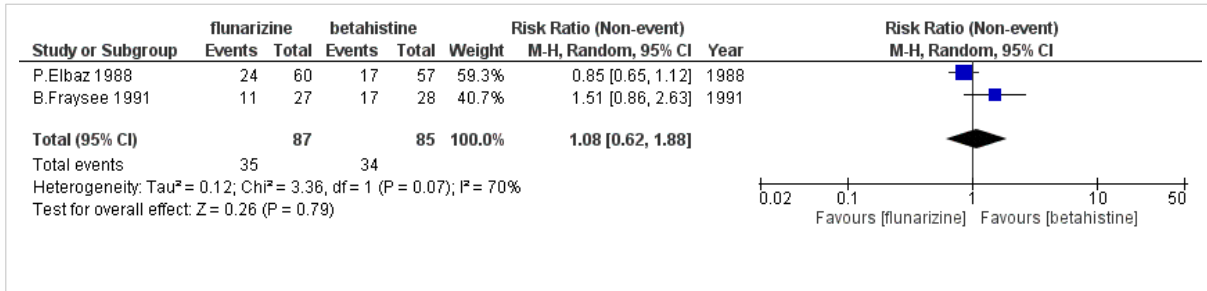 flunarizine betahistine Risk Ratio (Non-event) Risk Ratio (Non-event)
Study or Subgroup Events Total Events Total Weight M-H, Random, 95% CI Year M-H, Random, 95% CI
P.Elbaz 1988 24 60 17 57 59.3% 0.85 [0.65, 1.12] 1988
B.Fraysee 1991 11 27 17 28 40.7% 1.51 [0.86, 2.63] 1991
Total (95% CI) 87 85 100.0% 1.08 [0.62, 1.88]
Total events 35 34
Heterogeneity: Tau² = 0.12; Chi² = 3.36, df = 1 (P = 0.07); I² = 70%
Test for overall effect: Z = 0.26 (P = 0.79)
0.02 0.1 1 10 50
Favours [flunarizine] Favours [betahistine]